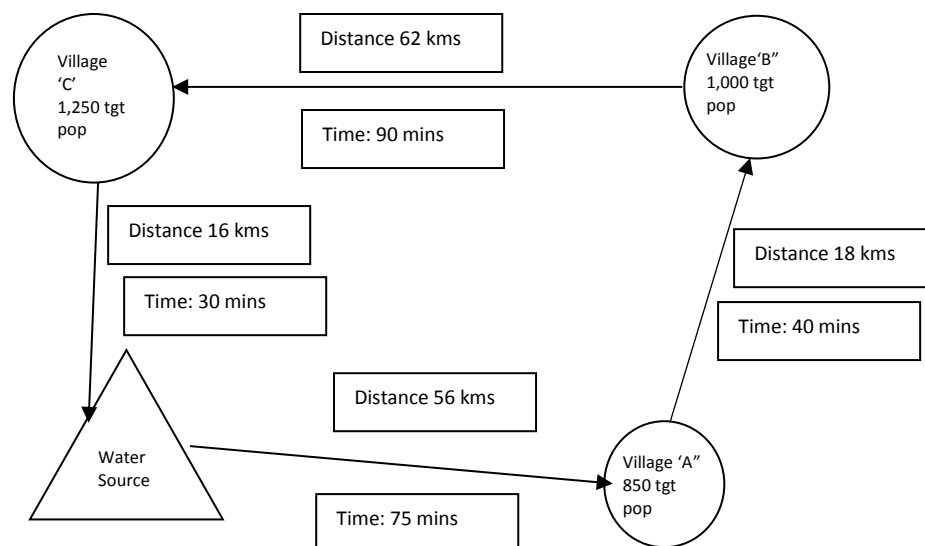 Village
‘C’
1,250 tgt
pop
Distance 62 kms
Time: 90 mins
Village‘B”
1,000 tgt
pop
Distance 16 kms
Time: 30 mins
Distance 18 kms
Time: 40 mins
Water
Source
Distance 56 kms
Time: 75 mins
Village ‘A”
850 tgt
pop